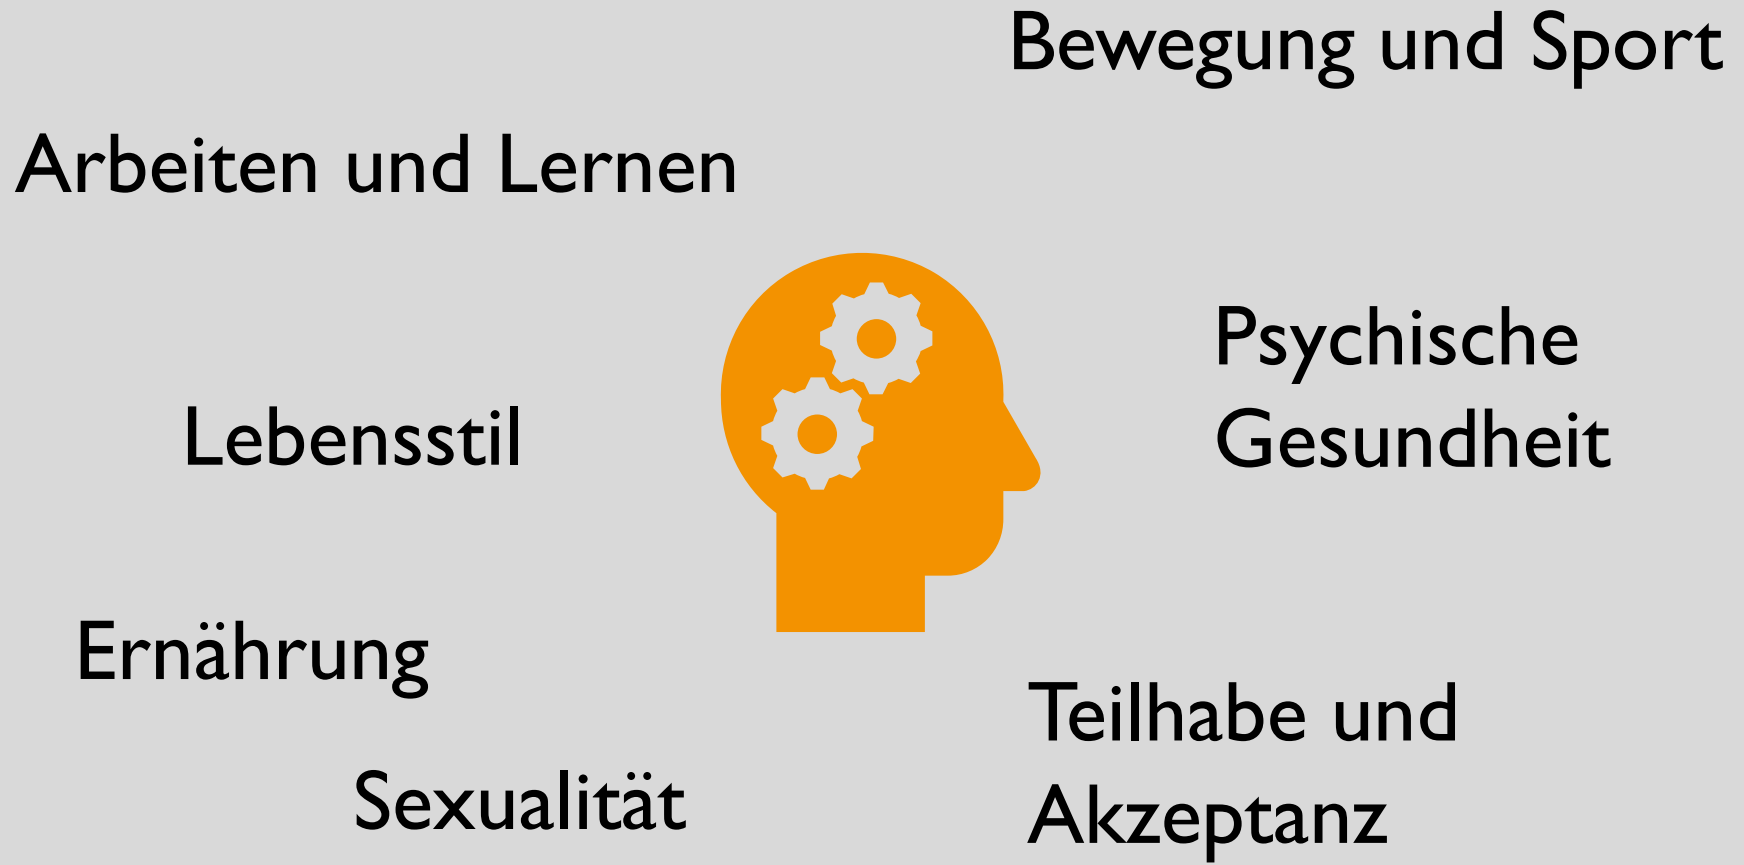 Bewegung und Sport
Arbeiten und Lernen
Psychische
Gesundheit
Lebensstil
Ernährung
Teilhabe und
Akzeptanz
Sexualität